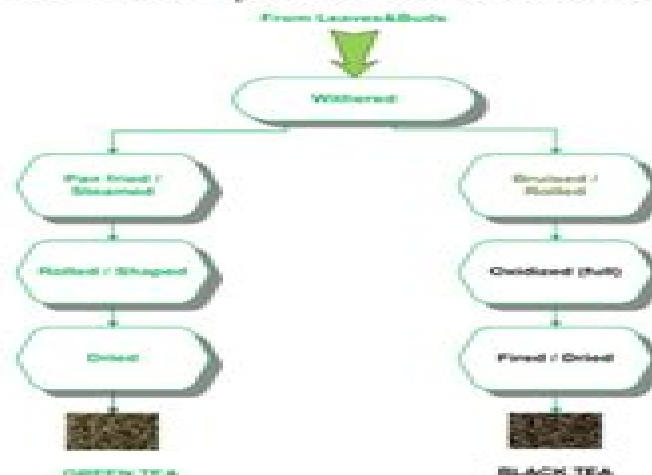 From Leaves&Buds
Withered
Pan fried /
Steamed
Rolled / Shaped
Dried
GREEN TEA
Bruised /
Rolled
Oxidized (full)
Fired / Dried
BLACK TEA